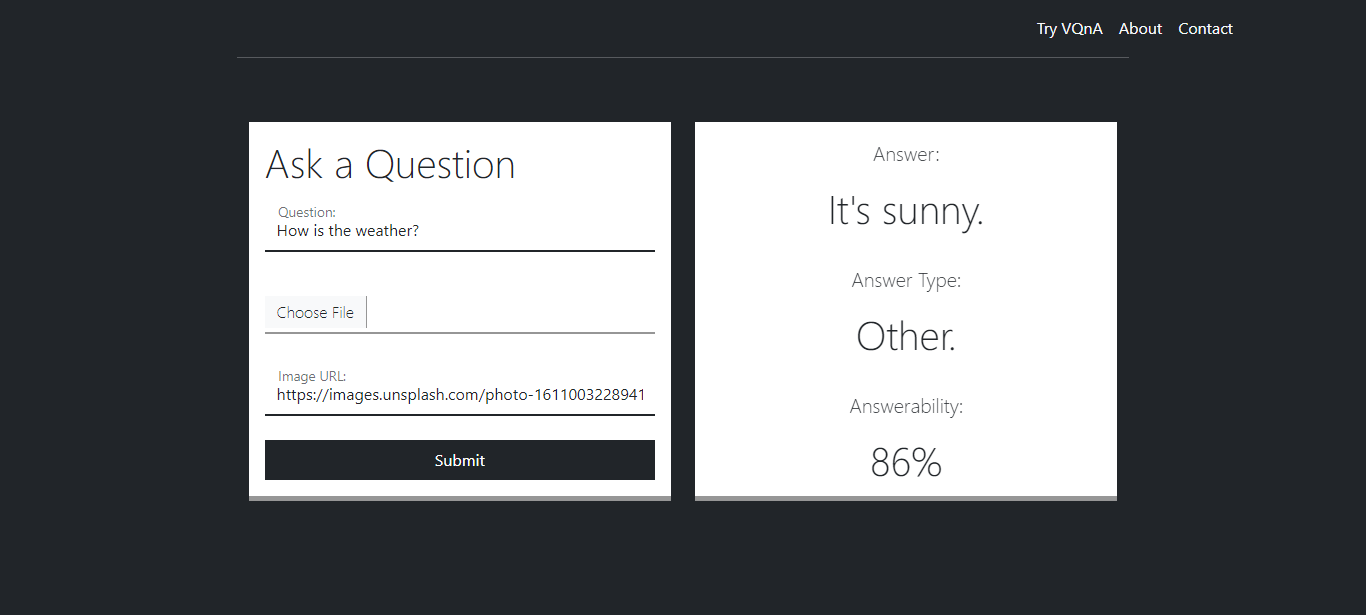 Try VQnA About Contact
Ask a Question
Question:
How is the weather?
Choose File
Image URL:
https://images.unsplash.com/photo-1611003228941
Submit
Answer:
It's sunny.
Answer Type:
Other.
Answerability:
86%